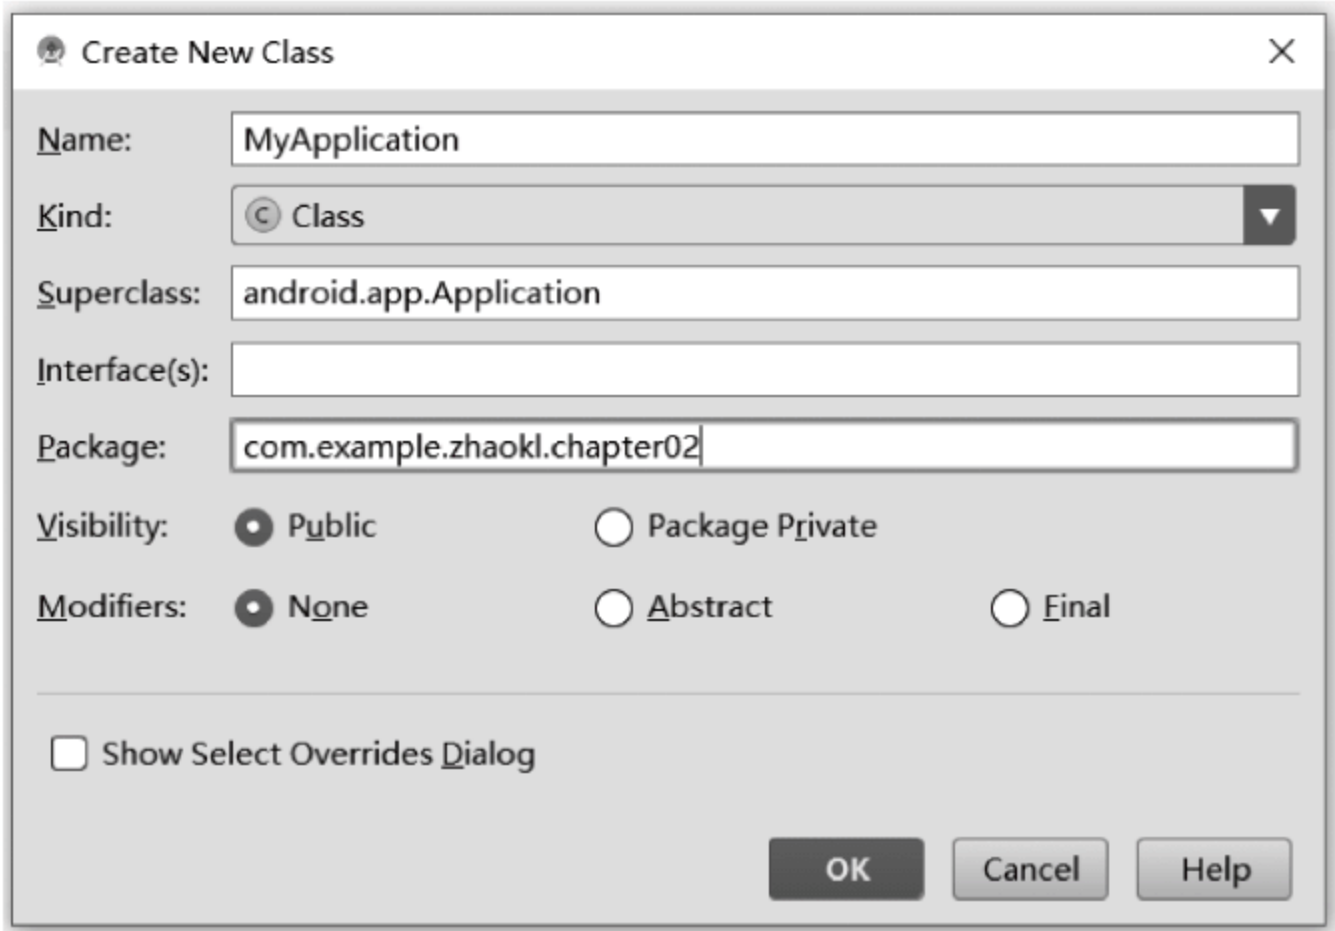 Create New Class
Name: MyApplication
Kind: C Class
Superclass: android.app.Application
Interface(s):
Package: com.example.zhaokl.chapter02
Visibility: Public Package Private
Modifiers: None Abstract Final
Show Select Overrides Dialog
OK Cancel Help